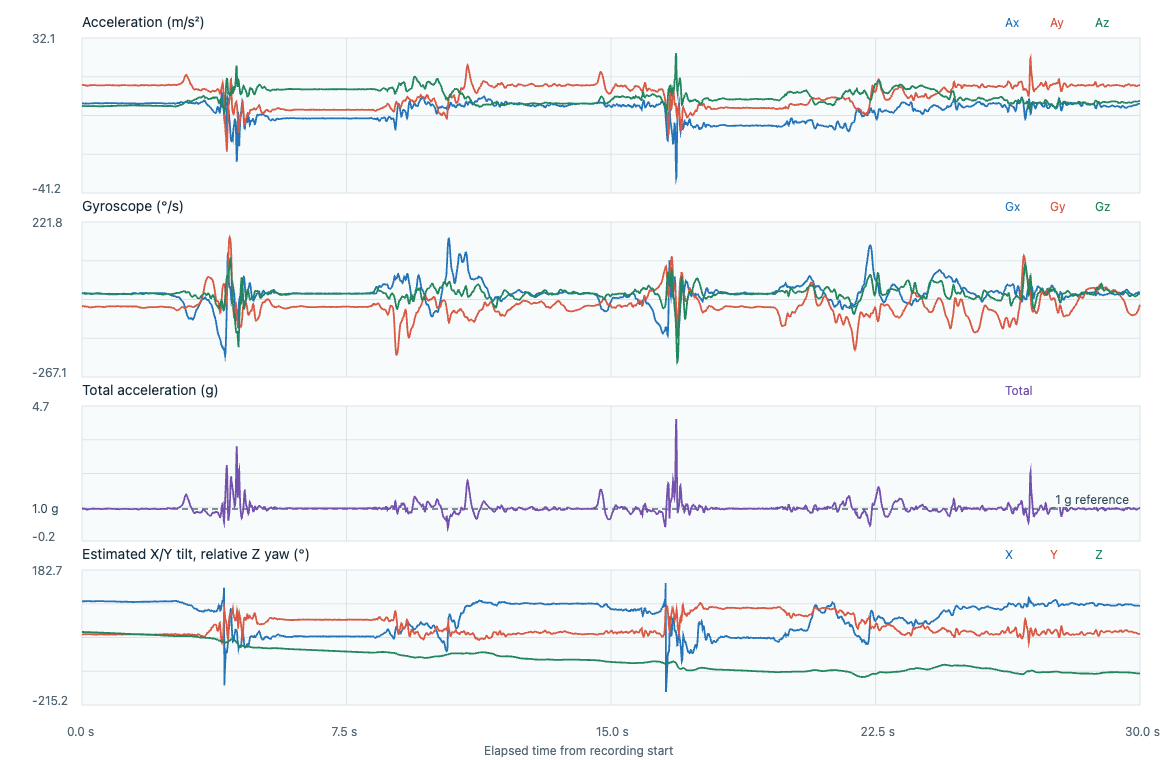 Acceleration (m/s²) Ax Ay Az
32.1
-41.2
Gyroscope (°/s) Gx Gy Gz
221.8
-267.1
Total acceleration (g) Total
4.7
1 g reference
1.0 g
-0.2
Estimated X/Y tilt, relative Z yaw (°) X Y Z
182.7
-215.2
0.0 s 7.5 s 15.0 s 22.5 s 30.0 s
Elapsed time from recording start